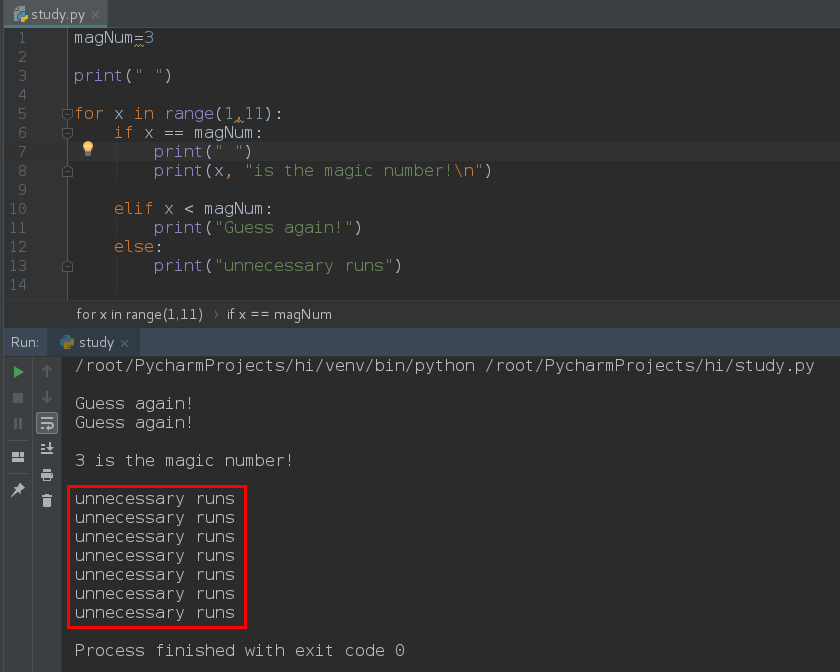 study.py
1 magNum=3
2
3 print(" ")
4
5 for x in range(1,11):
6 if x == magNum:
7 print(" ")
8 print(x, "is the magic number!\n")
9
10 elif x < magNum:
11 print("Guess again!")
12 else:
13 print("unnecessary runs")
14
for x in range(1,11) › if x == magNum
Run: study
/root/PycharmProjects/hi/venv/bin/python /root/PycharmProjects/hi/study.py
Guess again!
Guess again!
3 is the magic number!
unnecessary runs
unnecessary runs
unnecessary runs
unnecessary runs
unnecessary runs
unnecessary runs
unnecessary runs
Process finished with exit code 0